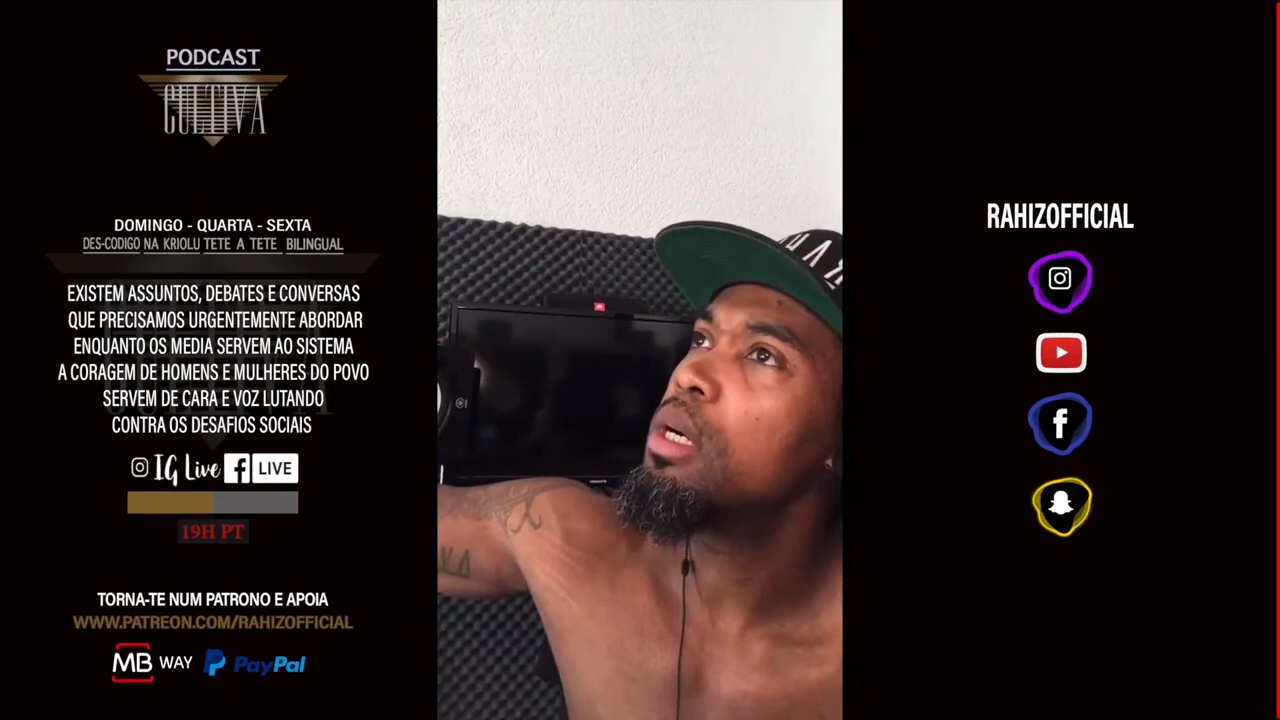 PODCAST
CULTIVA
DOMINGO - QUARTA - SEXTA
DES-CODIGO NA KRIOLU TETE A TETE BILINGUAL
EXISTEM ASSUNTOS, DEBATES E CONVERSAS
QUE PRECISAMOS URGENTEMENTE ABORDAR
ENQUANTO OS MEDIA SERVEM AO SISTEMA
A CORAGEM DE HOMENS E MULHERES DO POVO
SERVEM DE CARA E VOZ LUTANDO
CONTRA OS DESAFIOS SOCIAIS
IG Live f LIVE
19H PT
TORNA-TE NUM PATRONO E APOIA
WWW.PATREON.COM/RAHIZOFFICIAL
MB WAY PayPal
RAHIZOFFICIAL